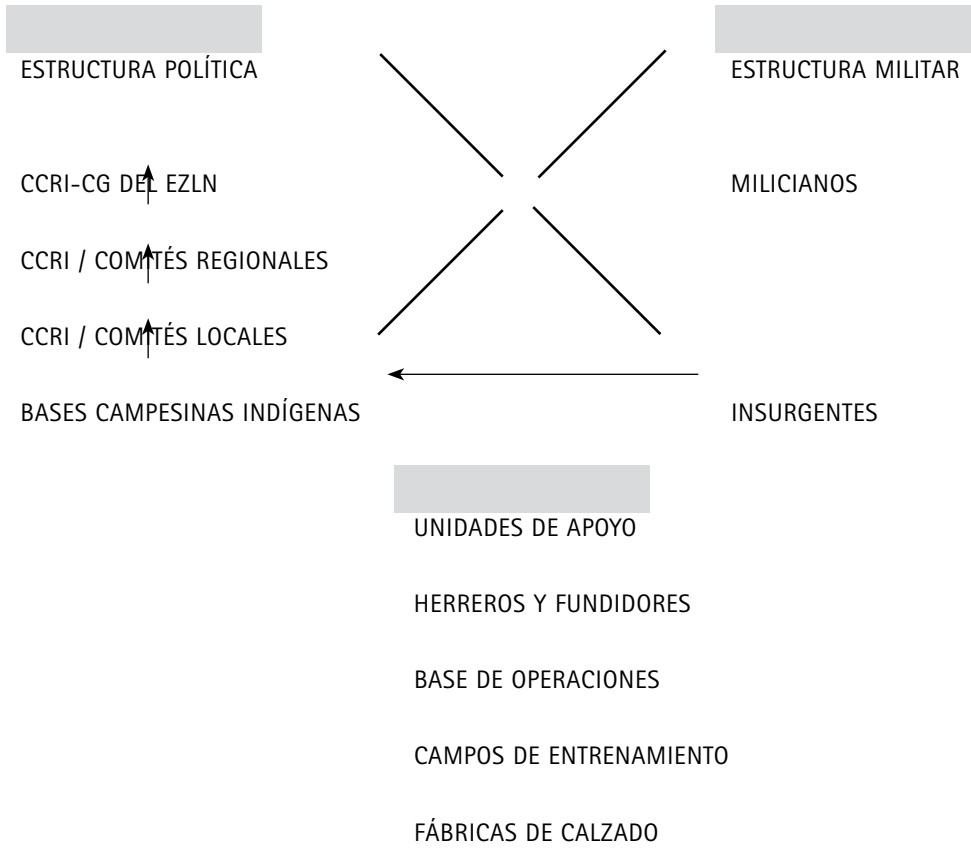 ESTRUCTURA POLÍTICA
CCRI-CG DEL EZLN
CCRI / COMITÉS REGIONALES
CCRI / COMITÉS LOCALES
BASES CAMPESINAS INDÍGENAS
ESTRUCTURA MILITAR
MILICIANOS
INSURGENTES
UNIDADES DE APOYO
HERREROS Y FUNDIDORES
BASE DE OPERACIONES
CAMPOS DE ENTRENAMIENTO
FÁBRICAS DE CALZADO